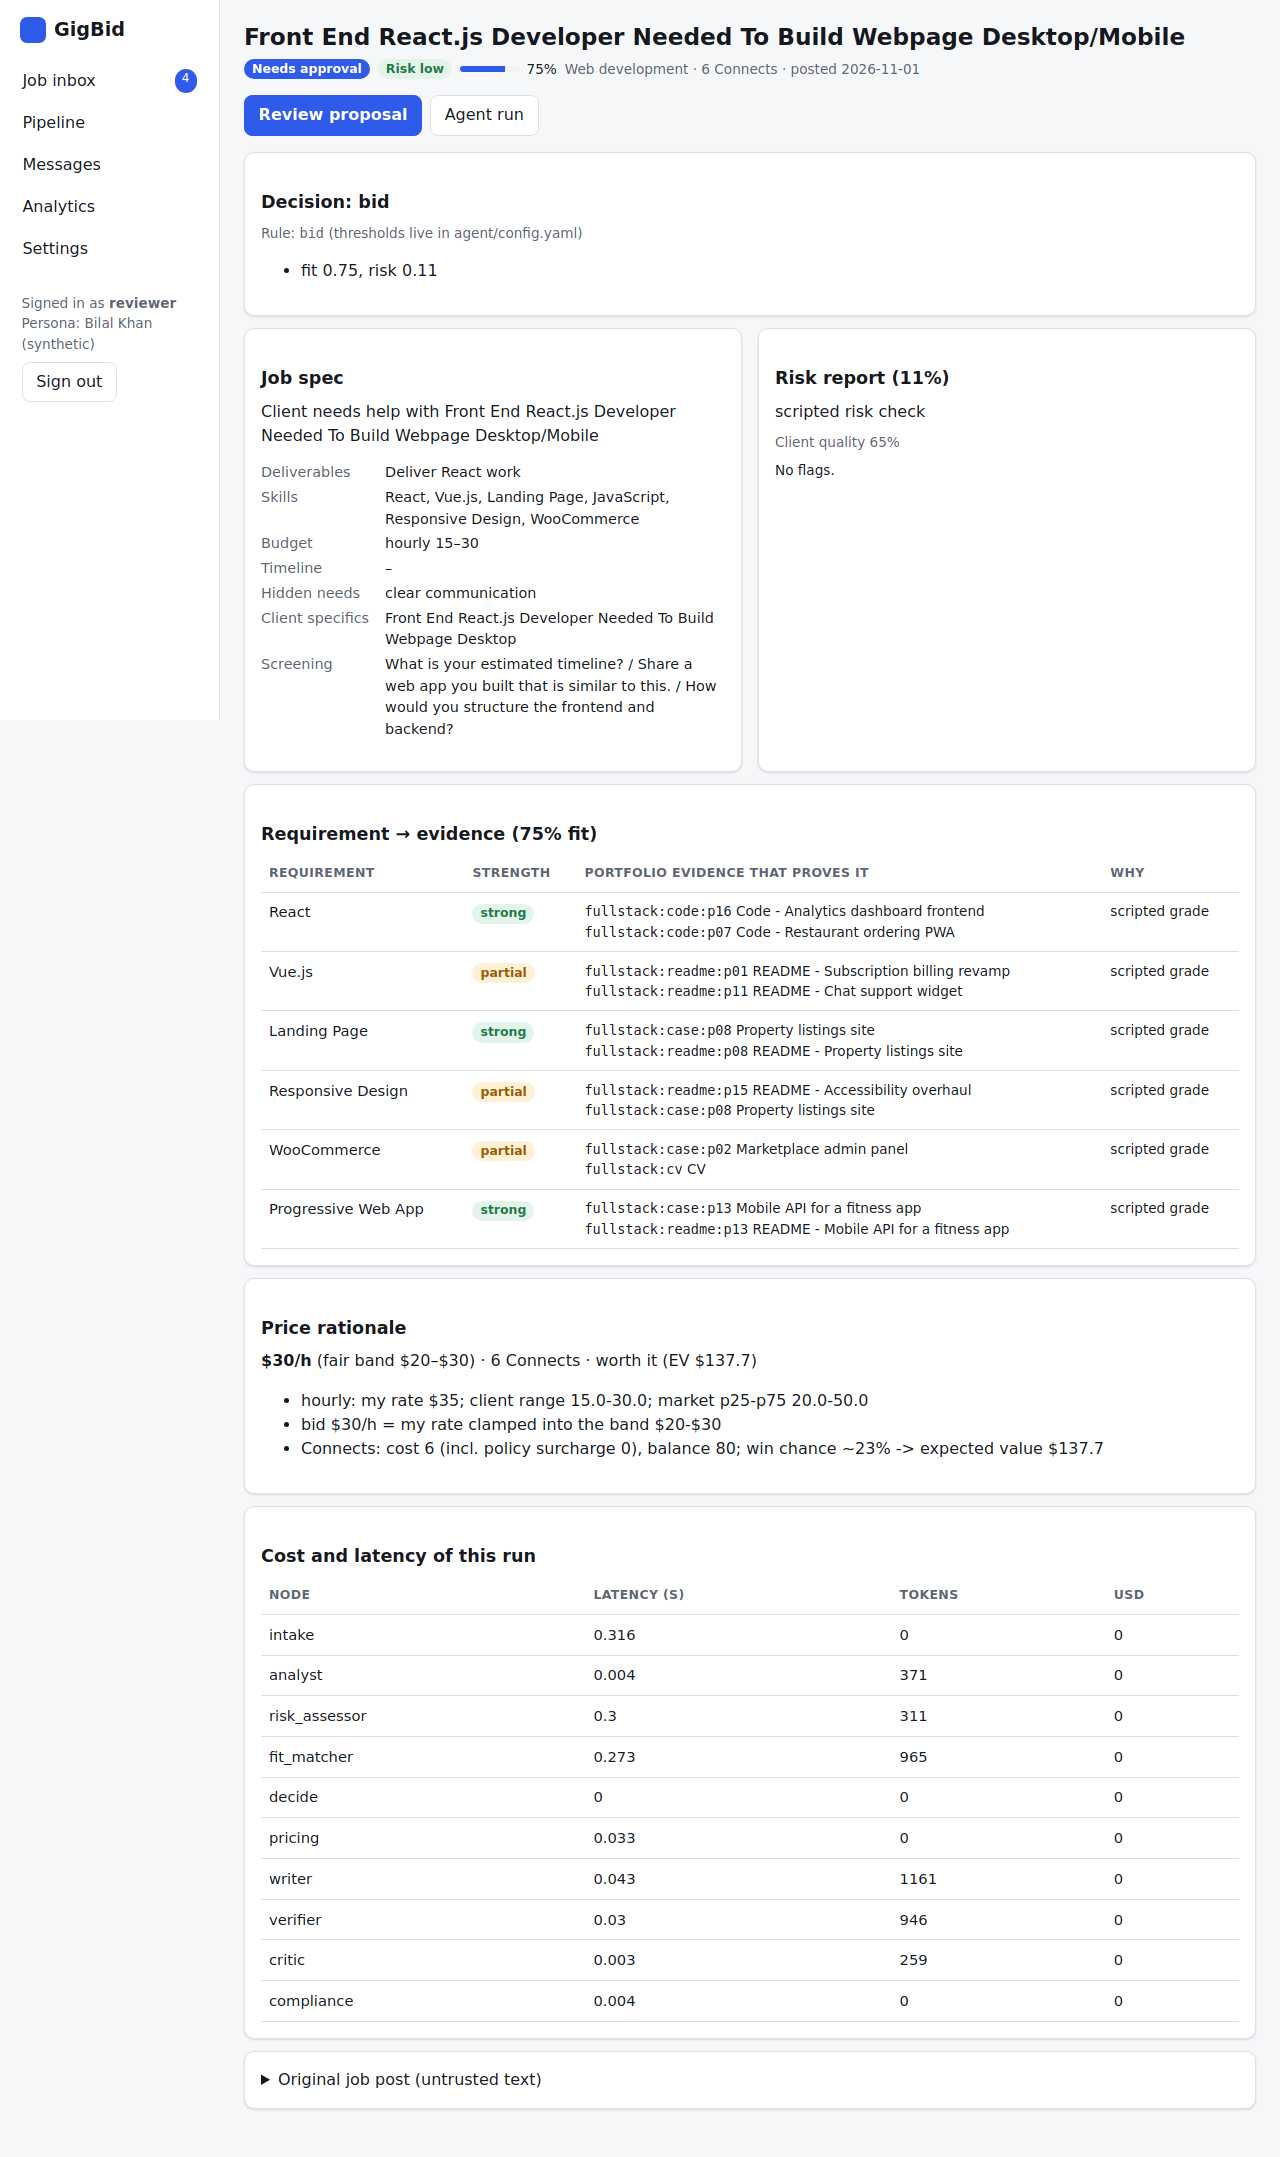 GigBid
Job inbox 4
Pipeline
Messages
Analytics
Settings
Signed in as reviewer
Persona: Bilal Khan
(synthetic)
Sign out
Front End React.js Developer Needed To Build Webpage Desktop/Mobile
Needs approval Risk low 75% Web development · 6 Connects · posted 2026-11-01
Review proposal Agent run
Decision: bid
Rule: bid (thresholds live in agent/config.yaml)
• fit 0.75, risk 0.11
Job spec
Client needs help with Front End React.js Developer
Needed To Build Webpage Desktop/Mobile
Deliverables Deliver React work
Skills React, Vue.js, Landing Page, JavaScript,
Responsive Design, WooCommerce
Budget hourly 15–30
Timeline –
Hidden needs clear communication
Client specifics Front End React.js Developer Needed To Build
Webpage Desktop
Screening What is your estimated timeline? / Share a
web app you built that is similar to this. / How
would you structure the frontend and
backend?
Risk report (11%)
scripted risk check
Client quality 65%
No flags.
Requirement → evidence (75% fit)
REQUIREMENT STRENGTH PORTFOLIO EVIDENCE THAT PROVES IT WHY
React strong fullstack:code:p16 Code - Analytics dashboard frontend scripted grade
fullstack:code:p07 Code - Restaurant ordering PWA
Vue.js partial fullstack:readme:p01 README - Subscription billing revamp scripted grade
fullstack:readme:p11 README - Chat support widget
Landing Page strong fullstack:case:p08 Property listings site scripted grade
fullstack:readme:p08 README - Property listings site
Responsive Design partial fullstack:readme:p15 README - Accessibility overhaul scripted grade
fullstack:case:p08 Property listings site
WooCommerce partial fullstack:case:p02 Marketplace admin panel scripted grade
fullstack:cv CV
Progressive Web App strong fullstack:case:p13 Mobile API for a fitness app scripted grade
fullstack:readme:p13 README - Mobile API for a fitness app
Price rationale
$30/h (fair band $20–$30) · 6 Connects · worth it (EV $137.7)
• hourly: my rate $35; client range 15.0-30.0; market p25-p75 20.0-50.0
• bid $30/h = my rate clamped into the band $20-$30
• Connects: cost 6 (incl. policy surcharge 0), balance 80; win chance ~23% -> expected value $137.7
Cost and latency of this run
NODE LATENCY (S) TOKENS USD
intake 0.316 0 0
analyst 0.004 371 0
risk_assessor 0.3 311 0
fit_matcher 0.273 965 0
decide 0 0 0
pricing 0.033 0 0
writer 0.043 1161 0
verifier 0.03 946 0
critic 0.003 259 0
compliance 0.004 0 0
▶ Original job post (untrusted text)